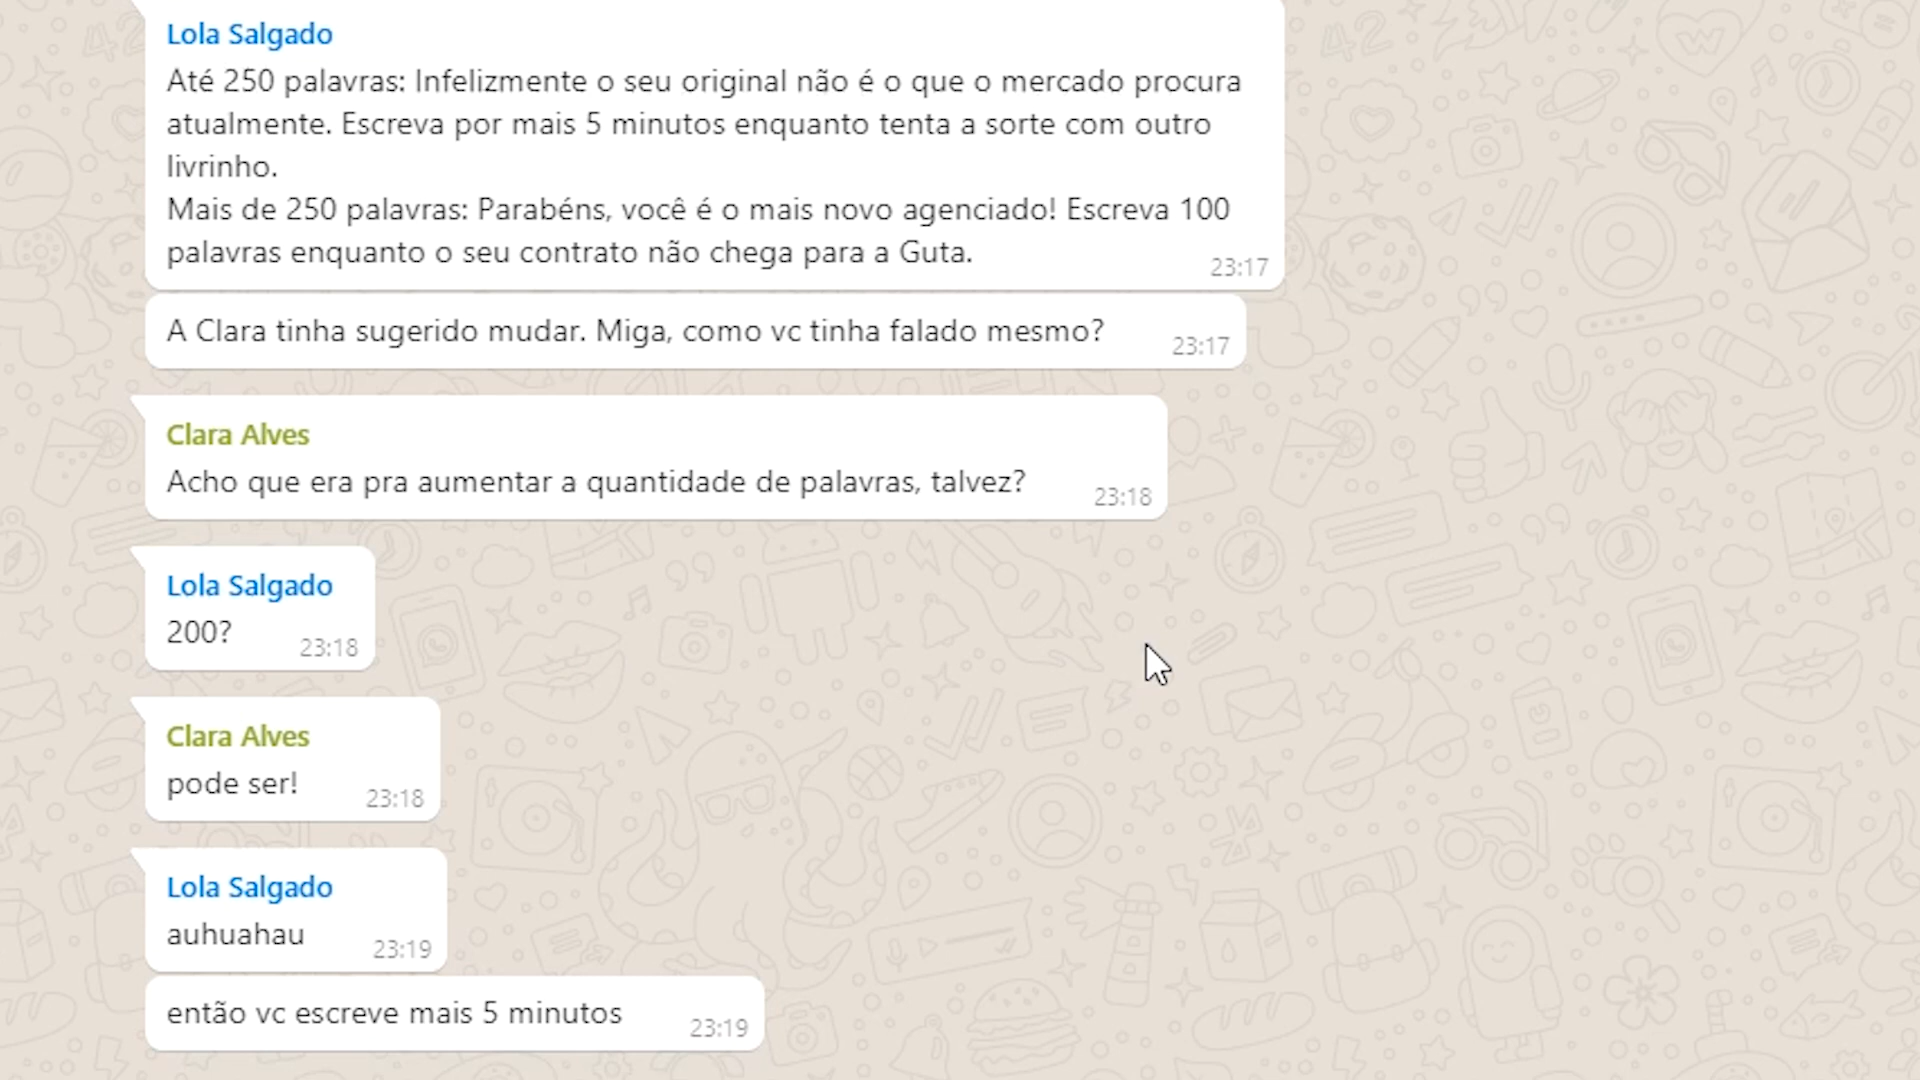 Lola Salgado
Até 250 palavras: Infelizmente o seu original não é o que o mercado procura
atualmente. Escreva por mais 5 minutos enquanto tenta a sorte com outro
livrinho.
Mais de 250 palavras: Parabéns, você é o mais novo agenciado! Escreva 100
palavras enquanto o seu contrato não chega para a Guta.
23:17
A Clara tinha sugerido mudar. Miga, como vc tinha falado mesmo?
23:17
Clara Alves
Acho que era pra aumentar a quantidade de palavras, talvez?
23:18
Lola Salgado
200?
23:18
Clara Alves
pode ser!
23:18
Lola Salgado
auhuahau
23:19
então vc escreve mais 5 minutos
23:19